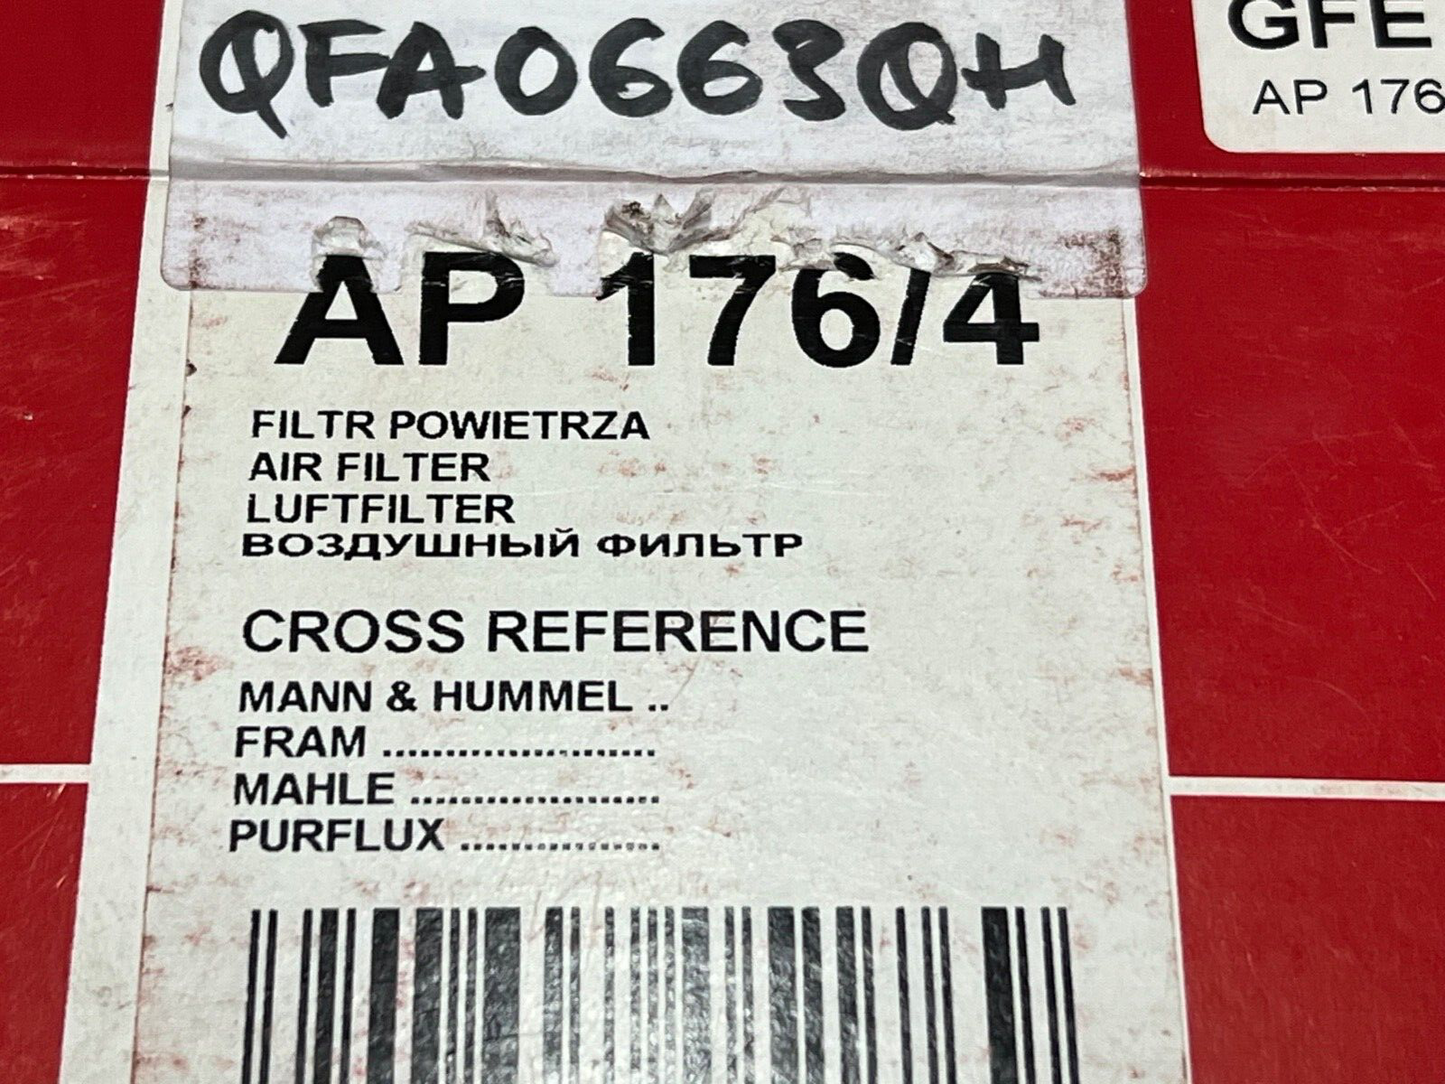 QFA0663QH
GFE
AP 176
AP 176/4
FILTR POWIETRZA
AIR FILTER
LUFTFILTER
ВОЗДУШНЫЙ ФИЛЬТР
CROSS REFERENCE
MANN & HUMMEL ..
FRAM ......................
MAHLE ....................
PURFLUX ................